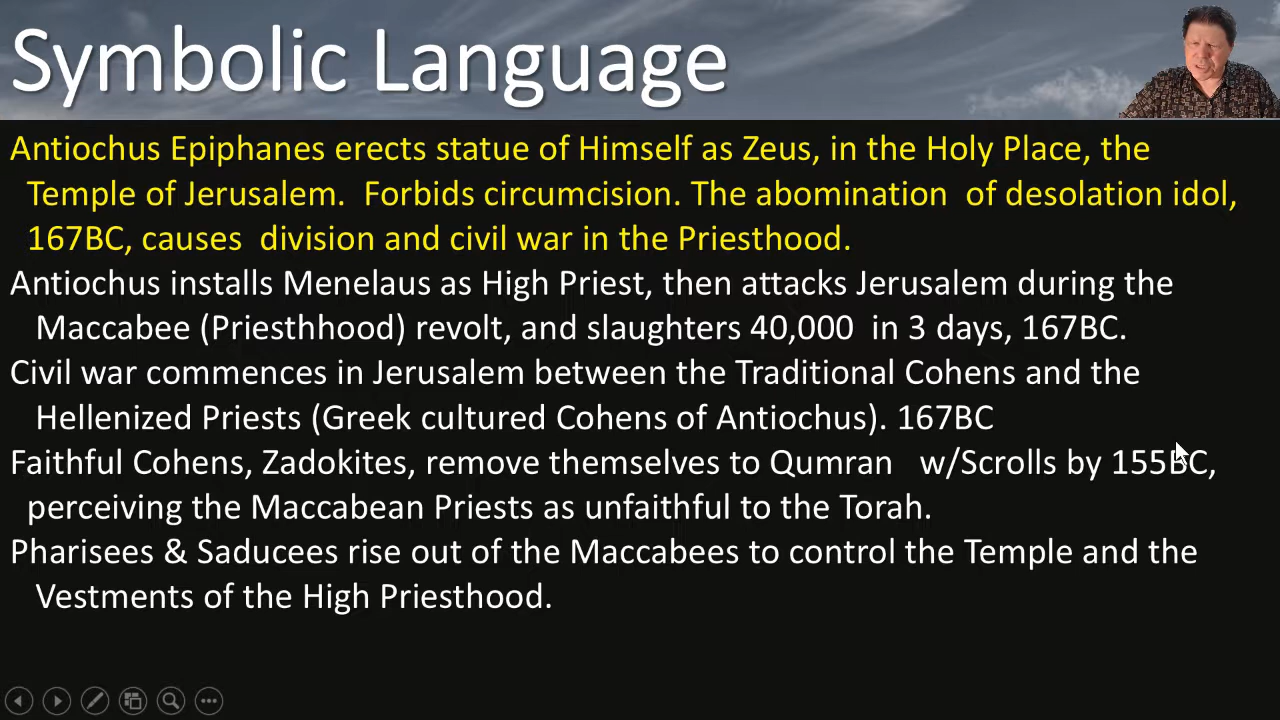 Symbolic Language
Antiochus Epiphanes erects statue of Himself as Zeus, in the Holy Place, the
Temple of Jerusalem.  Forbids circumcision. The abomination  of desolation idol,
167BC, causes  division and civil war in the Priesthood.
Antiochus installs Menelaus as High Priest, then attacks Jerusalem during the
Maccabee (Priesthhood) revolt, and slaughters 40,000  in 3 days, 167BC.
Civil war commences in Jerusalem between the Traditional Cohens and the
Hellenized Priests (Greek cultured Cohens of Antiochus). 167BC
Faithful Cohens, Zadokites, remove themselves to Qumran   w/Scrolls by 155BC,
perceiving the Maccabean Priests as unfaithful to the Torah.
Pharisees & Saducees rise out of the Maccabees to control the Temple and the
Vestments of the High Priesthood.